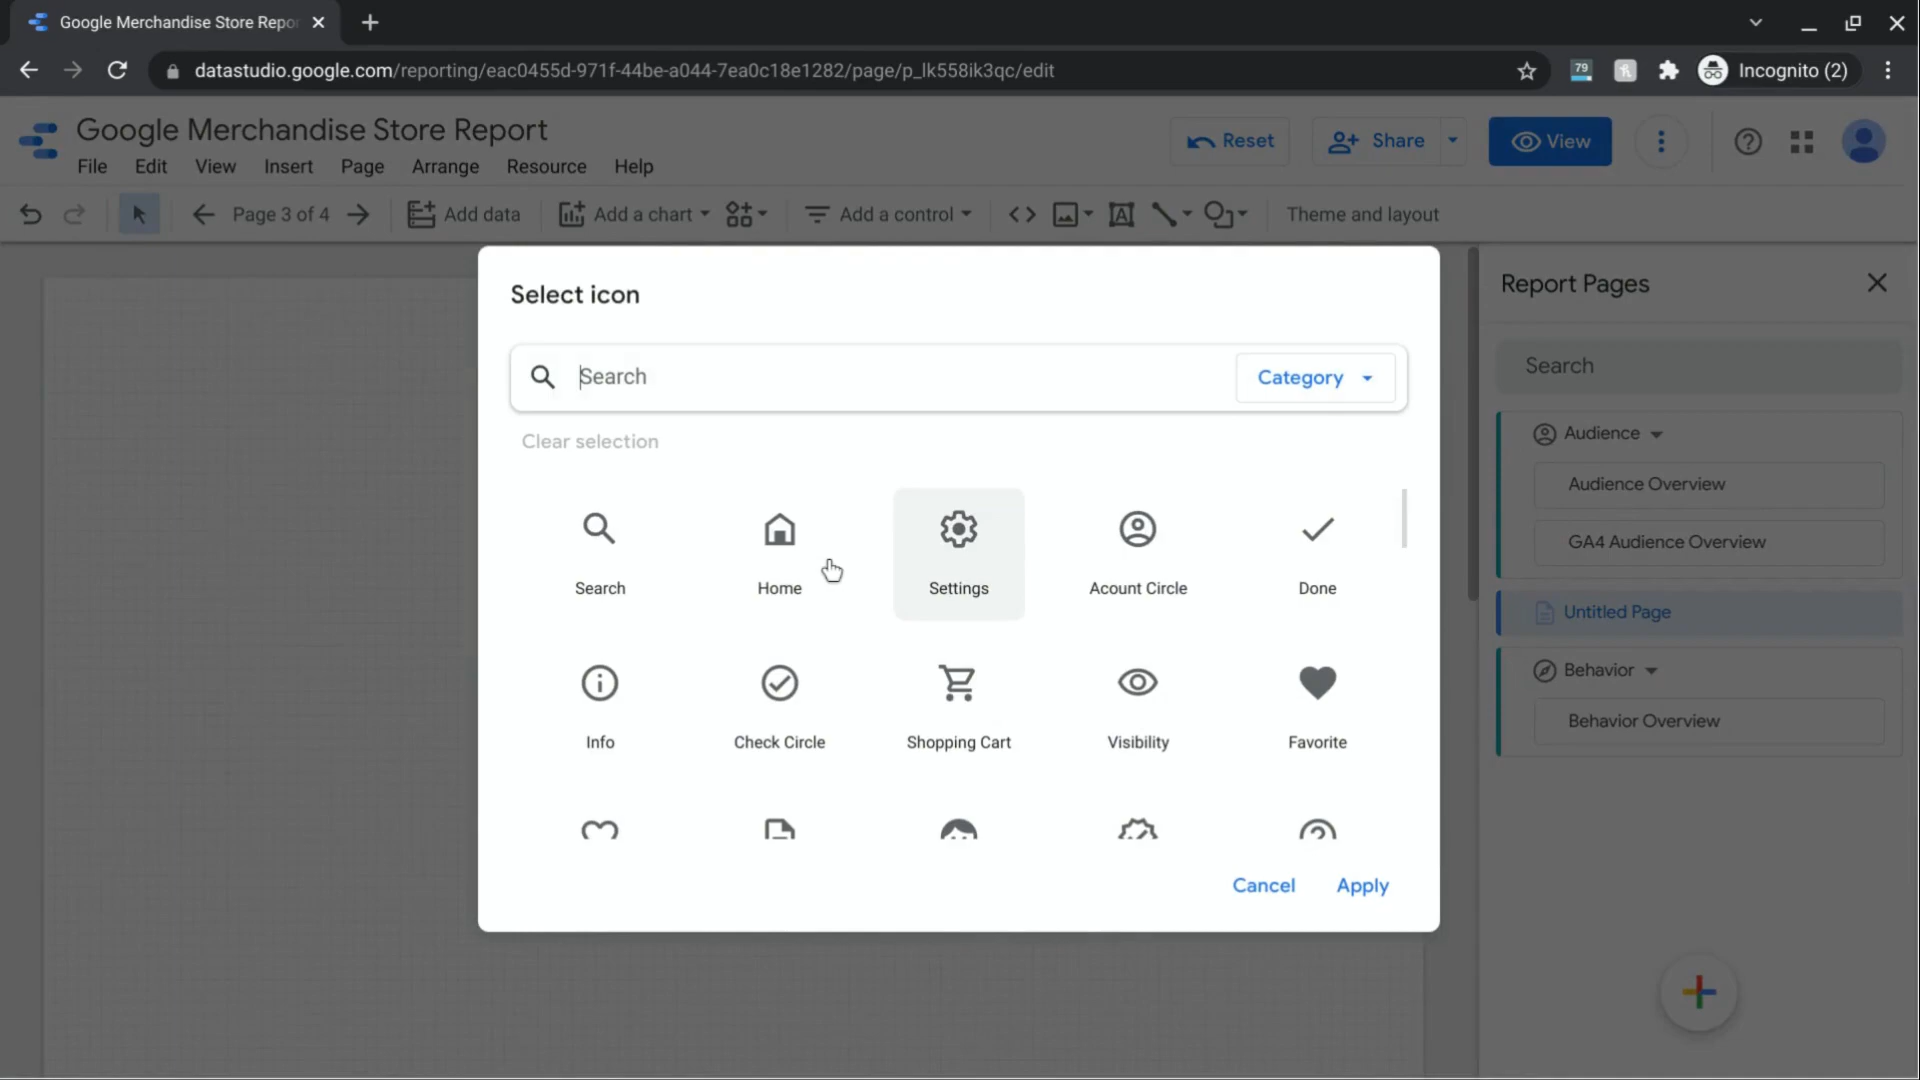 Google Merchandise Store Repo
datastudio.google.com/reporting/eac0455d-971f-44be-a044-7ea0c18e1282/page/p_lk558ik3qc/edit
79
Incognito (2)
Google Merchandise Store Report
Reset
Share
View
File Edit View Insert Page Arrange Resource Help
Page 3 of 4
Add data
Add a chart
Add a control
Theme and layout
Select icon
Search
Category
Clear selection
Search
Home
Settings
Acount Circle
Done
Info
Check Circle
Shopping Cart
Visibility
Favorite
Cancel
Apply
Report Pages
Search
Audience
Audience Overview
GA4 Audience Overview
Untitled Page
Behavior
Behavior Overview